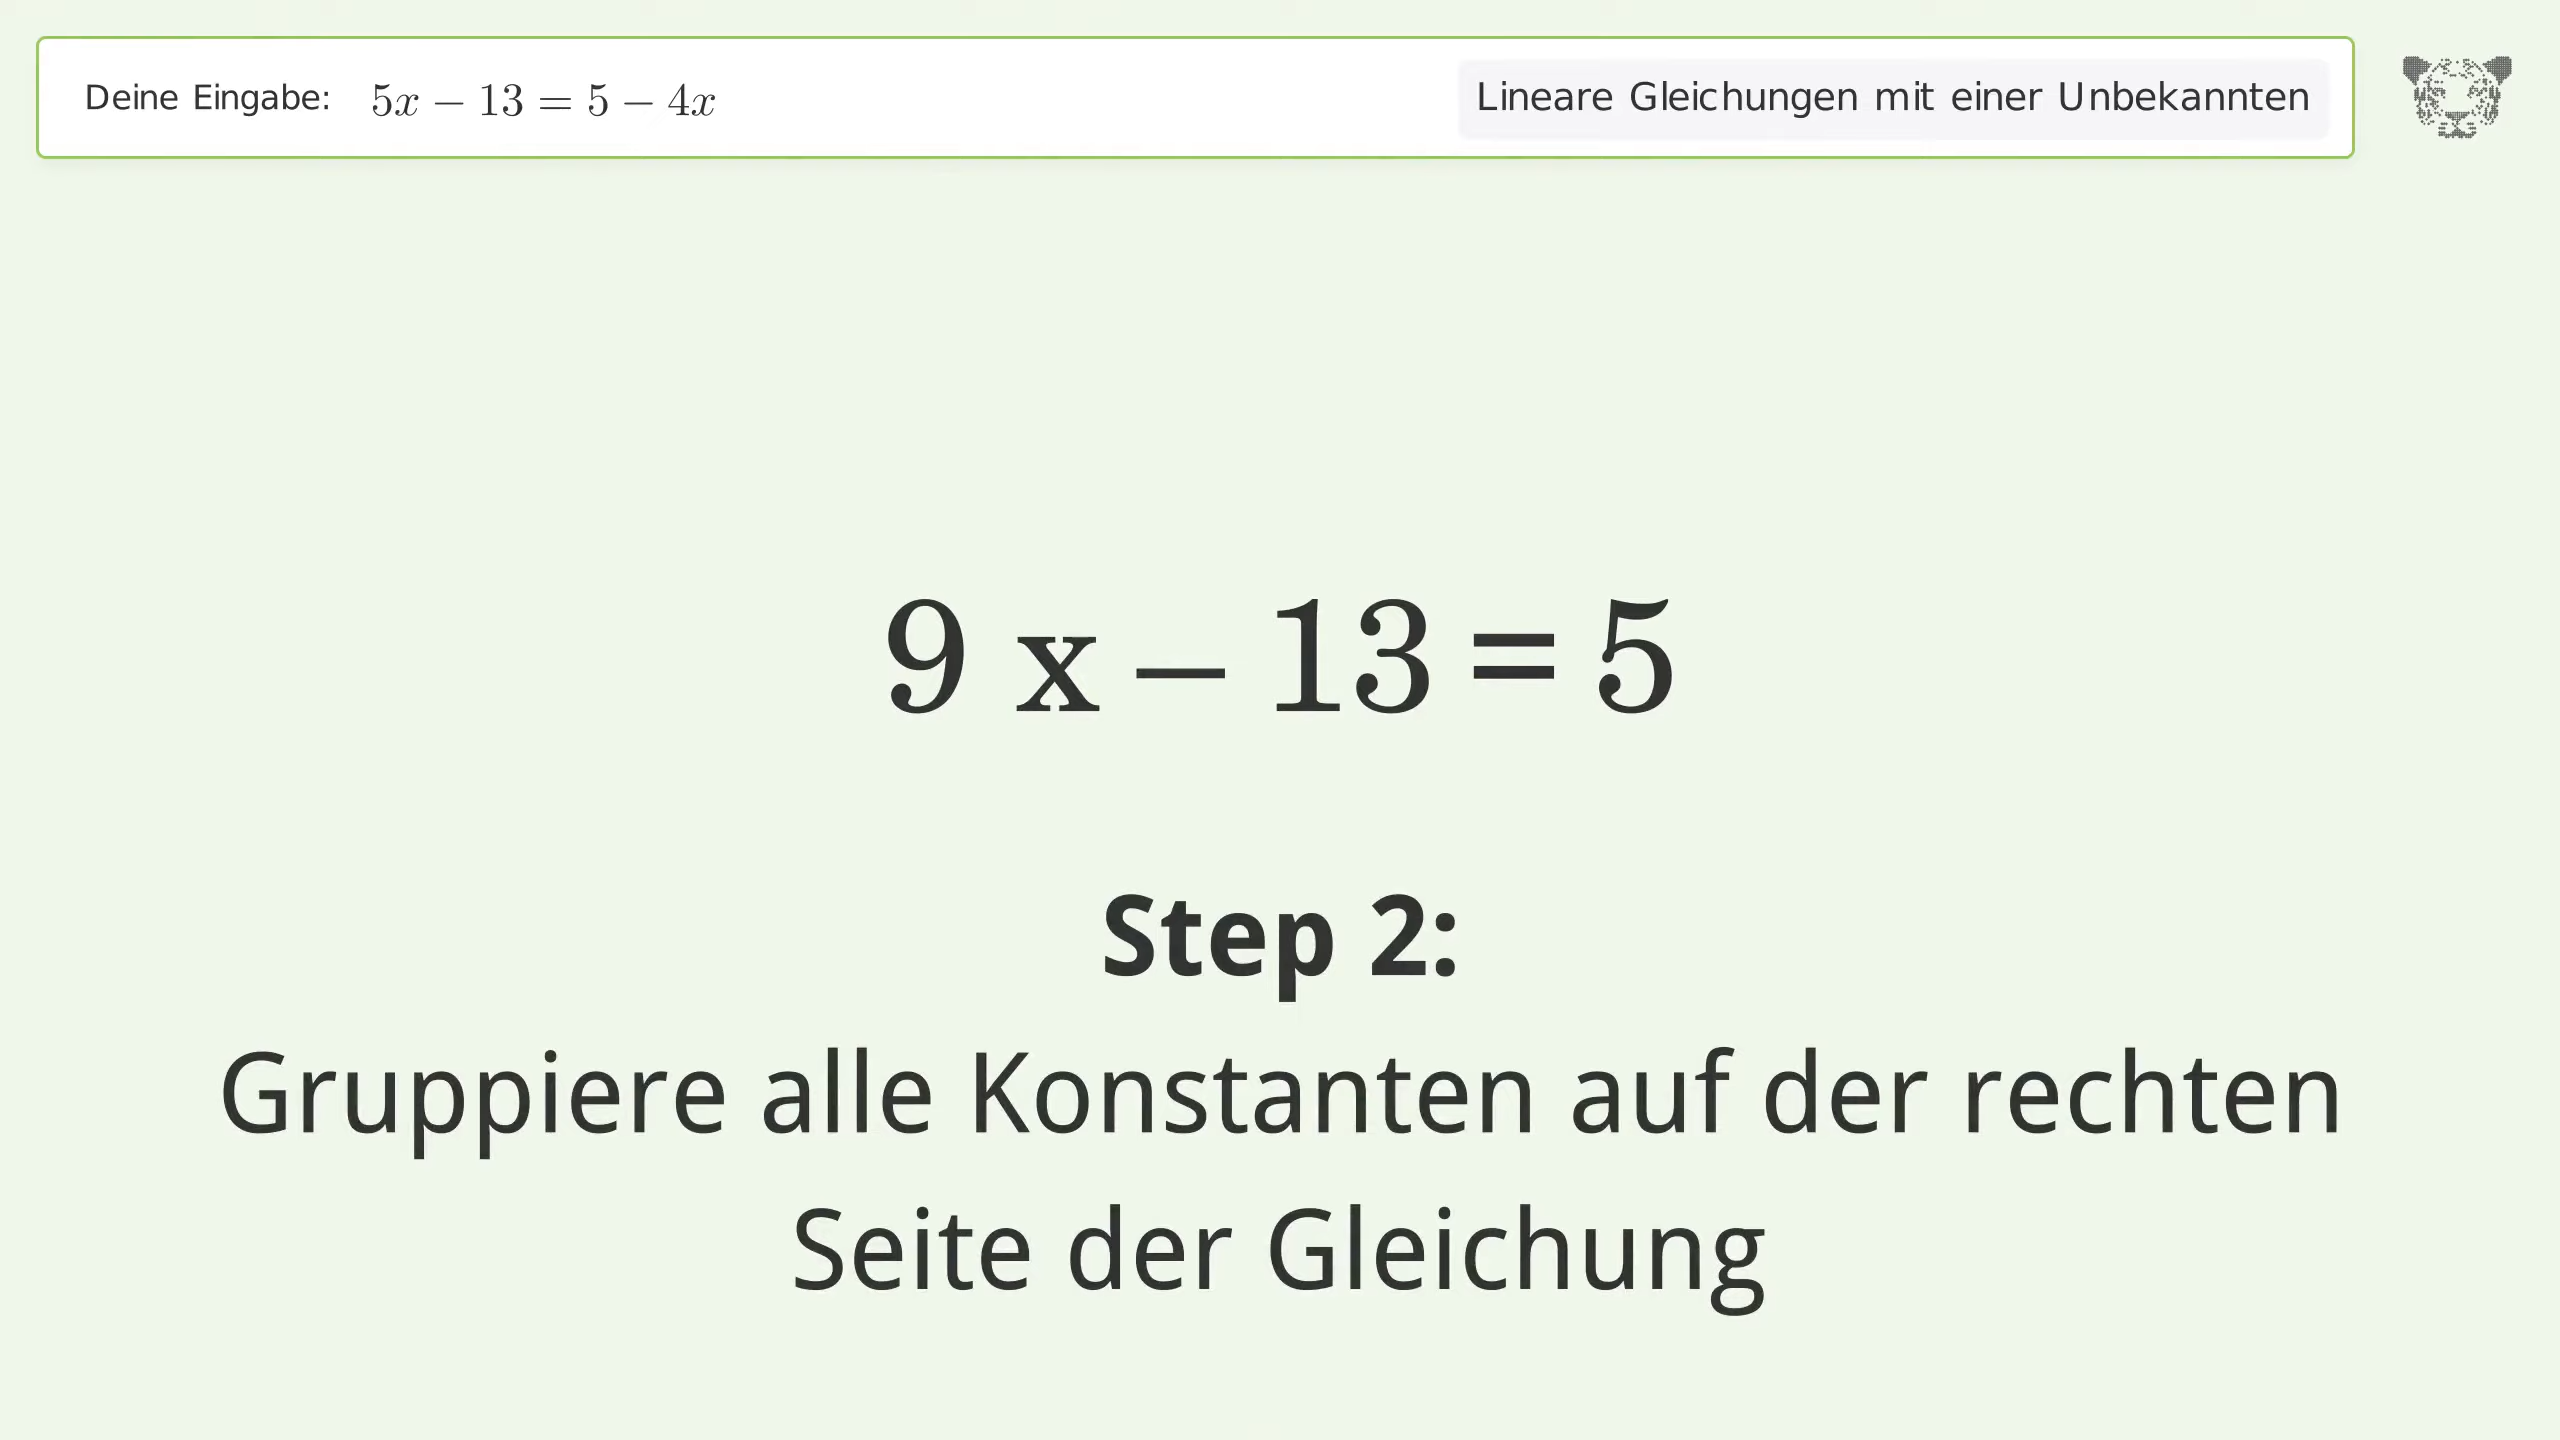 Deine Eingabe: 5x − 13 = 5 − 4x
Lineare Gleichungen mit einer Unbekannten
9 x − 13 = 5
Step 2:
Gruppiere alle Konstanten auf der rechten
Seite der Gleichung